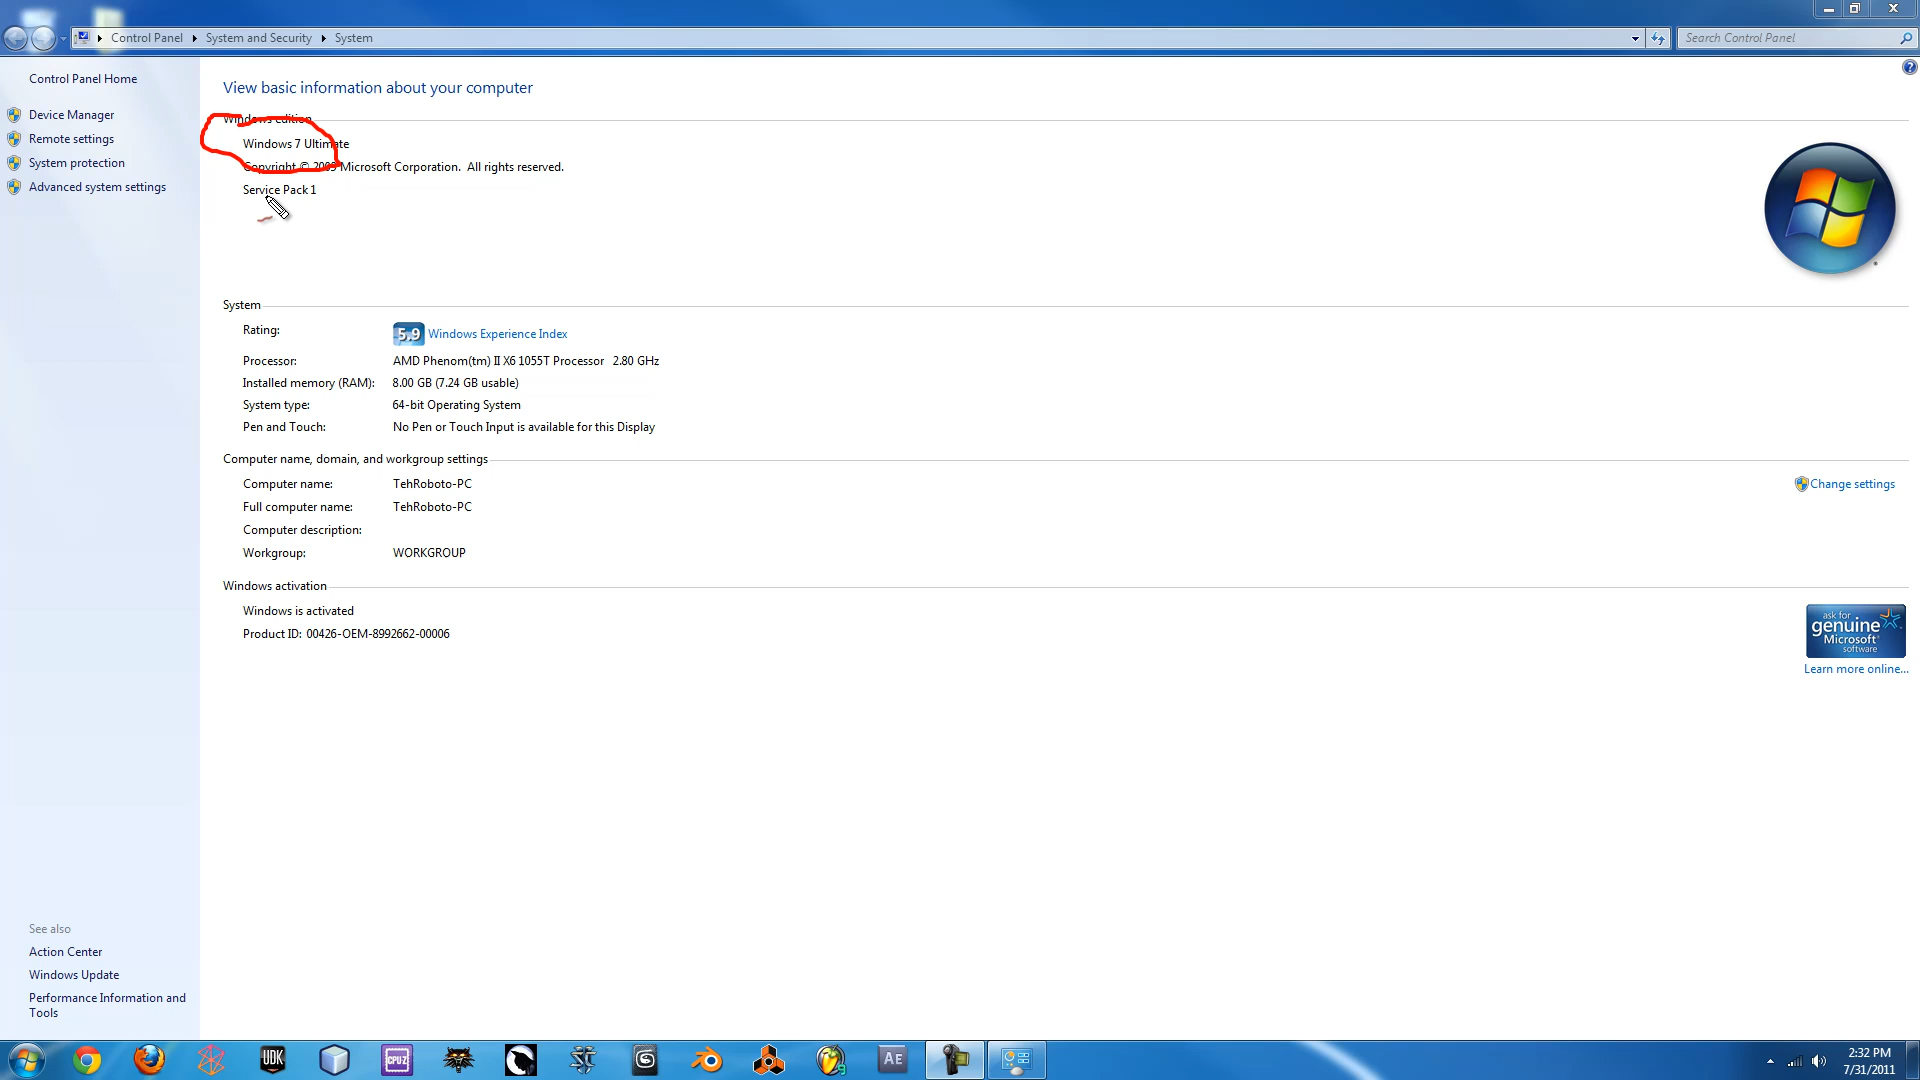 Control Panel System and Security System
Search Control Panel
Control Panel Home
Device Manager
Remote settings
System protection
Advanced system settings
View basic information about your computer
Windows edition
Windows 7 Ultimate
Copyright © 2009 Microsoft Corporation. All rights reserved.
Service Pack 1
System
Rating: 5.9 Windows Experience Index
Processor: AMD Phenom(tm) II X6 1055T Processor 2.80 GHz
Installed memory (RAM): 8.00 GB (7.24 GB usable)
System type: 64-bit Operating System
Pen and Touch: No Pen or Touch Input is available for this Display
Computer name, domain, and workgroup settings
Computer name: TehRoboto-PC
Change settings
Full computer name: TehRoboto-PC
Computer description:
Workgroup: WORKGROUP
Windows activation
Windows is activated
Product ID: 00426-OEM-8992662-00006
ask for
genuine
Microsoft
software
Learn more online...
See also
Action Center
Windows Update
Performance Information and
Tools
UDK
CPU-Z
AE
2:32 PM
7/31/2011